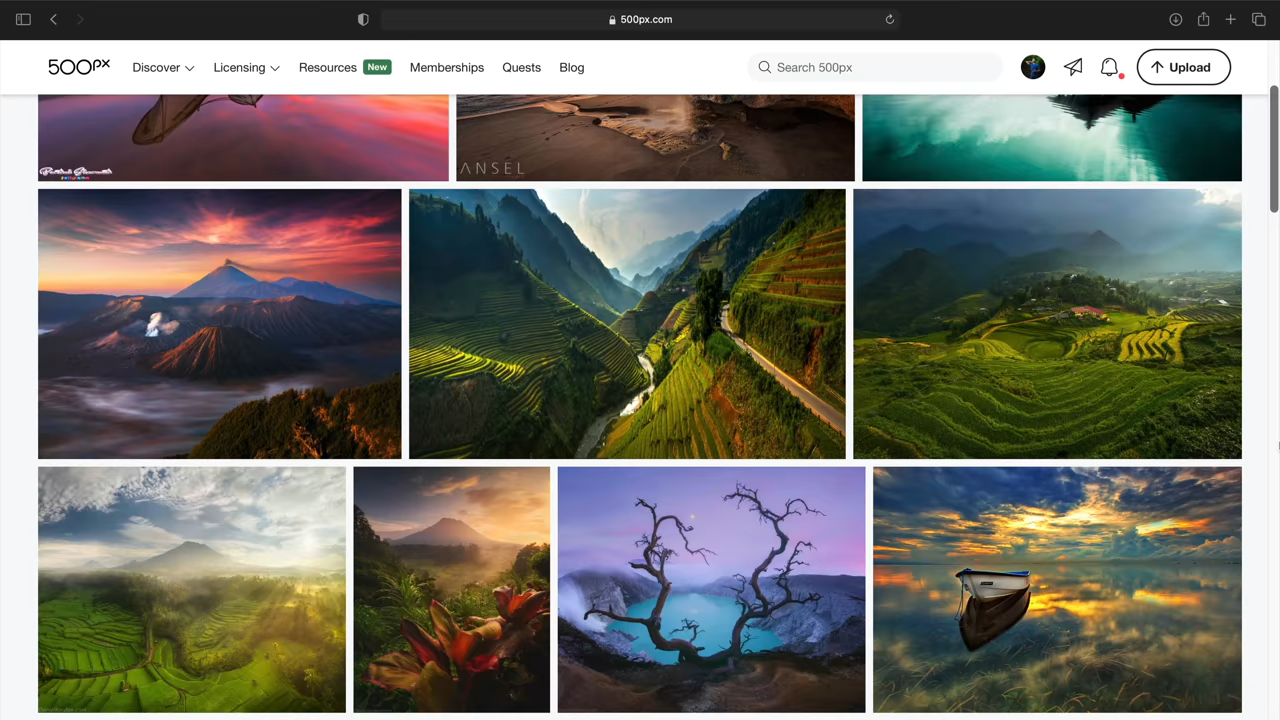 500px.com
500px
Discover
Licensing
Resources New
Memberships
Quests
Blog
Search 500px
Upload
ANSEL